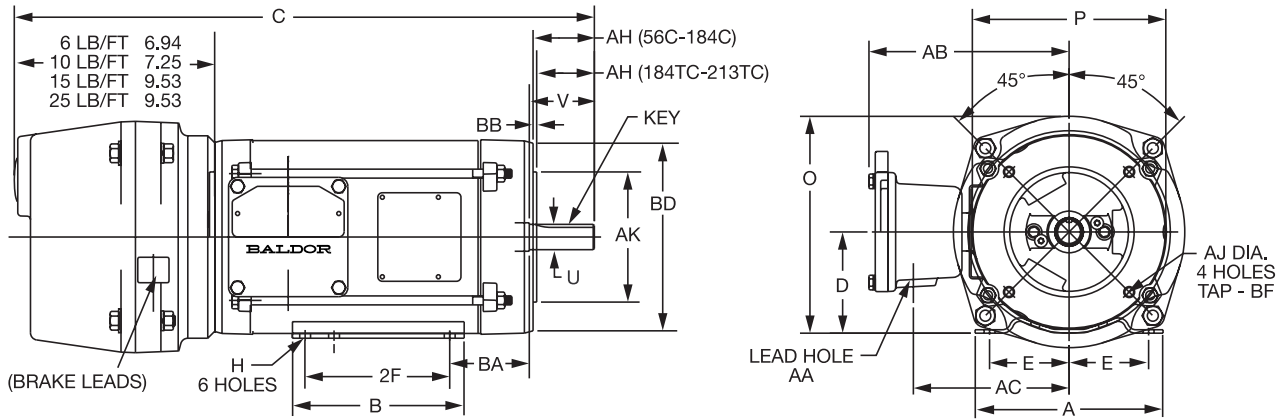 C
6 LB/FT 6.94
10 LB/FT 7.25
15 LB/FT 9.53
25 LB/FT 9.53
AH (56C-184C)
AH (184TC-213TC)
V
BB
KEY
BD
AK
U
BALDOR
(BRAKE LEADS)
H
6 HOLES
2F
BA
B
P
AB
45°
45°
O
D
AJ DIA.
4 HOLES
TAP - BF
LEAD HOLE
AA
E
E
AC
A